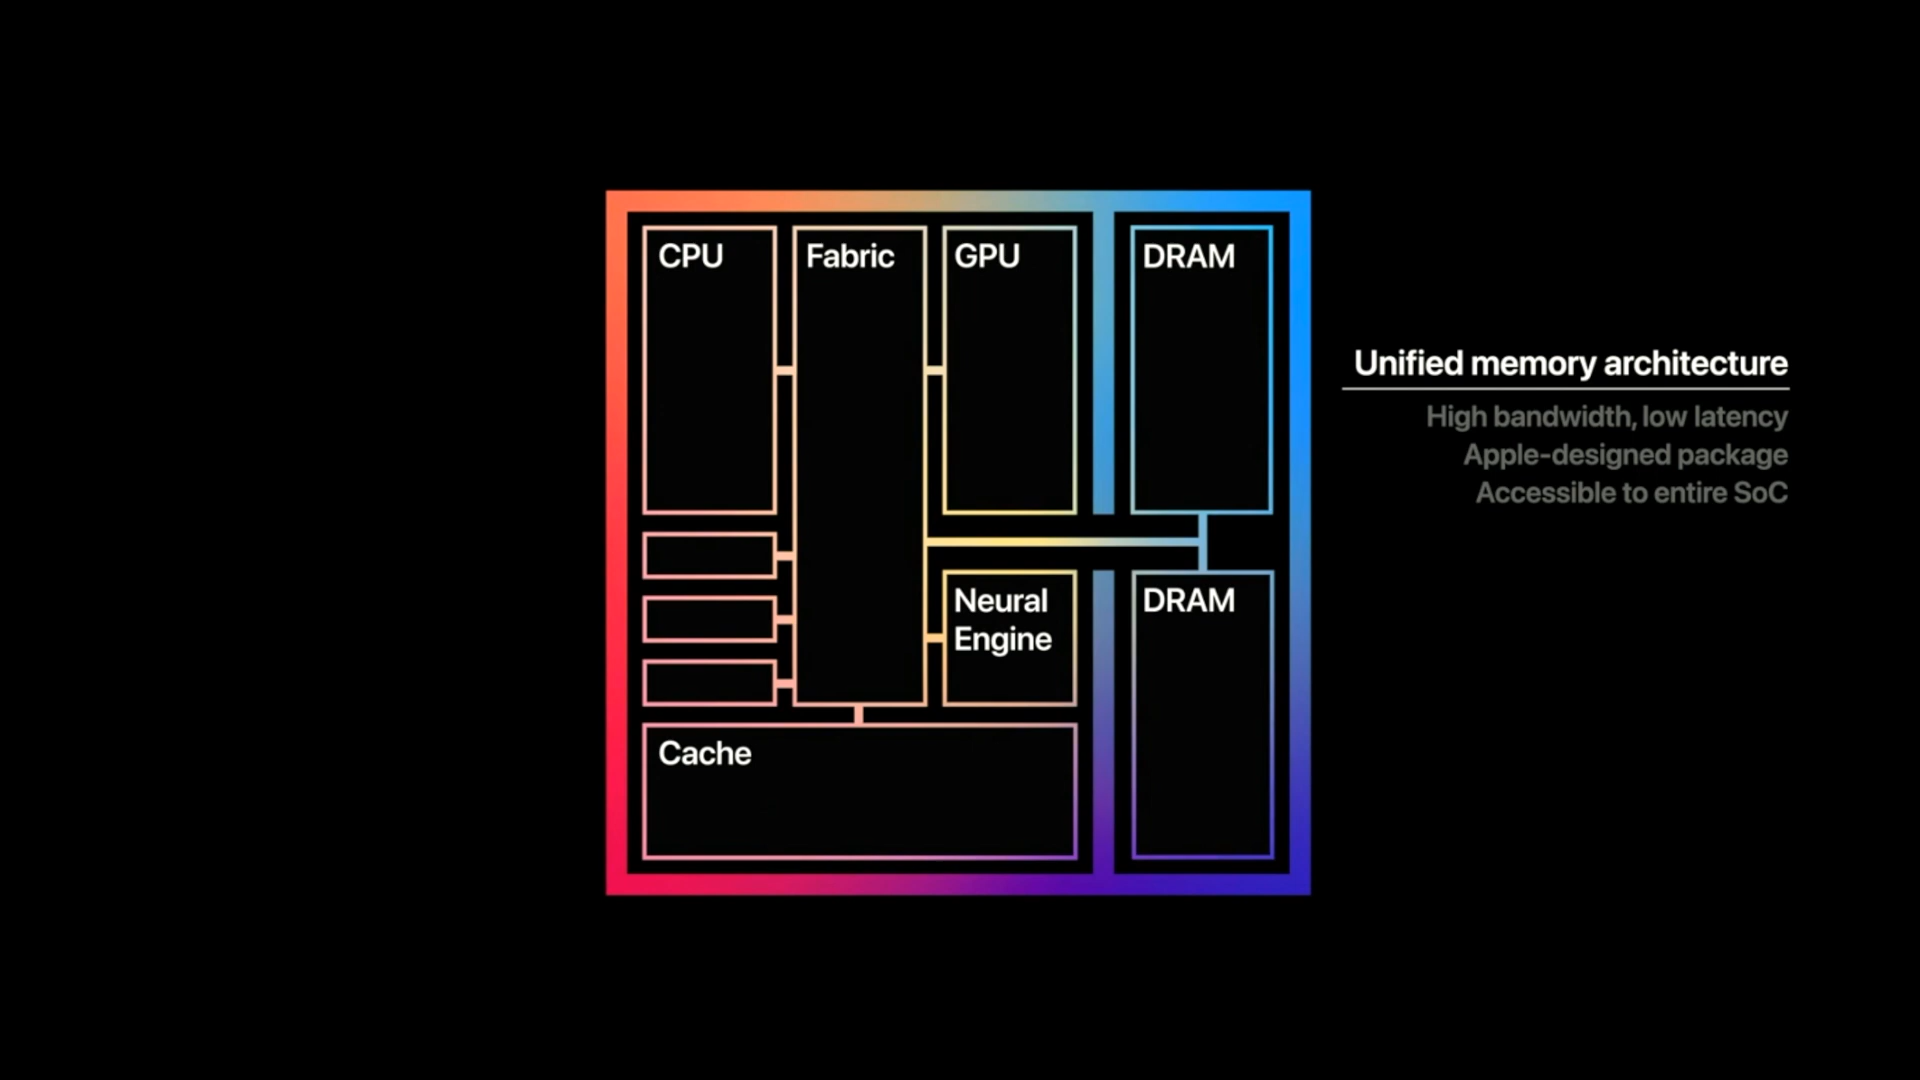 CPU
Fabric
GPU
DRAM
Unified memory architecture
High bandwidth, low latency
Apple-designed package
Accessible to entire SoC
Neural
Engine
DRAM
Cache